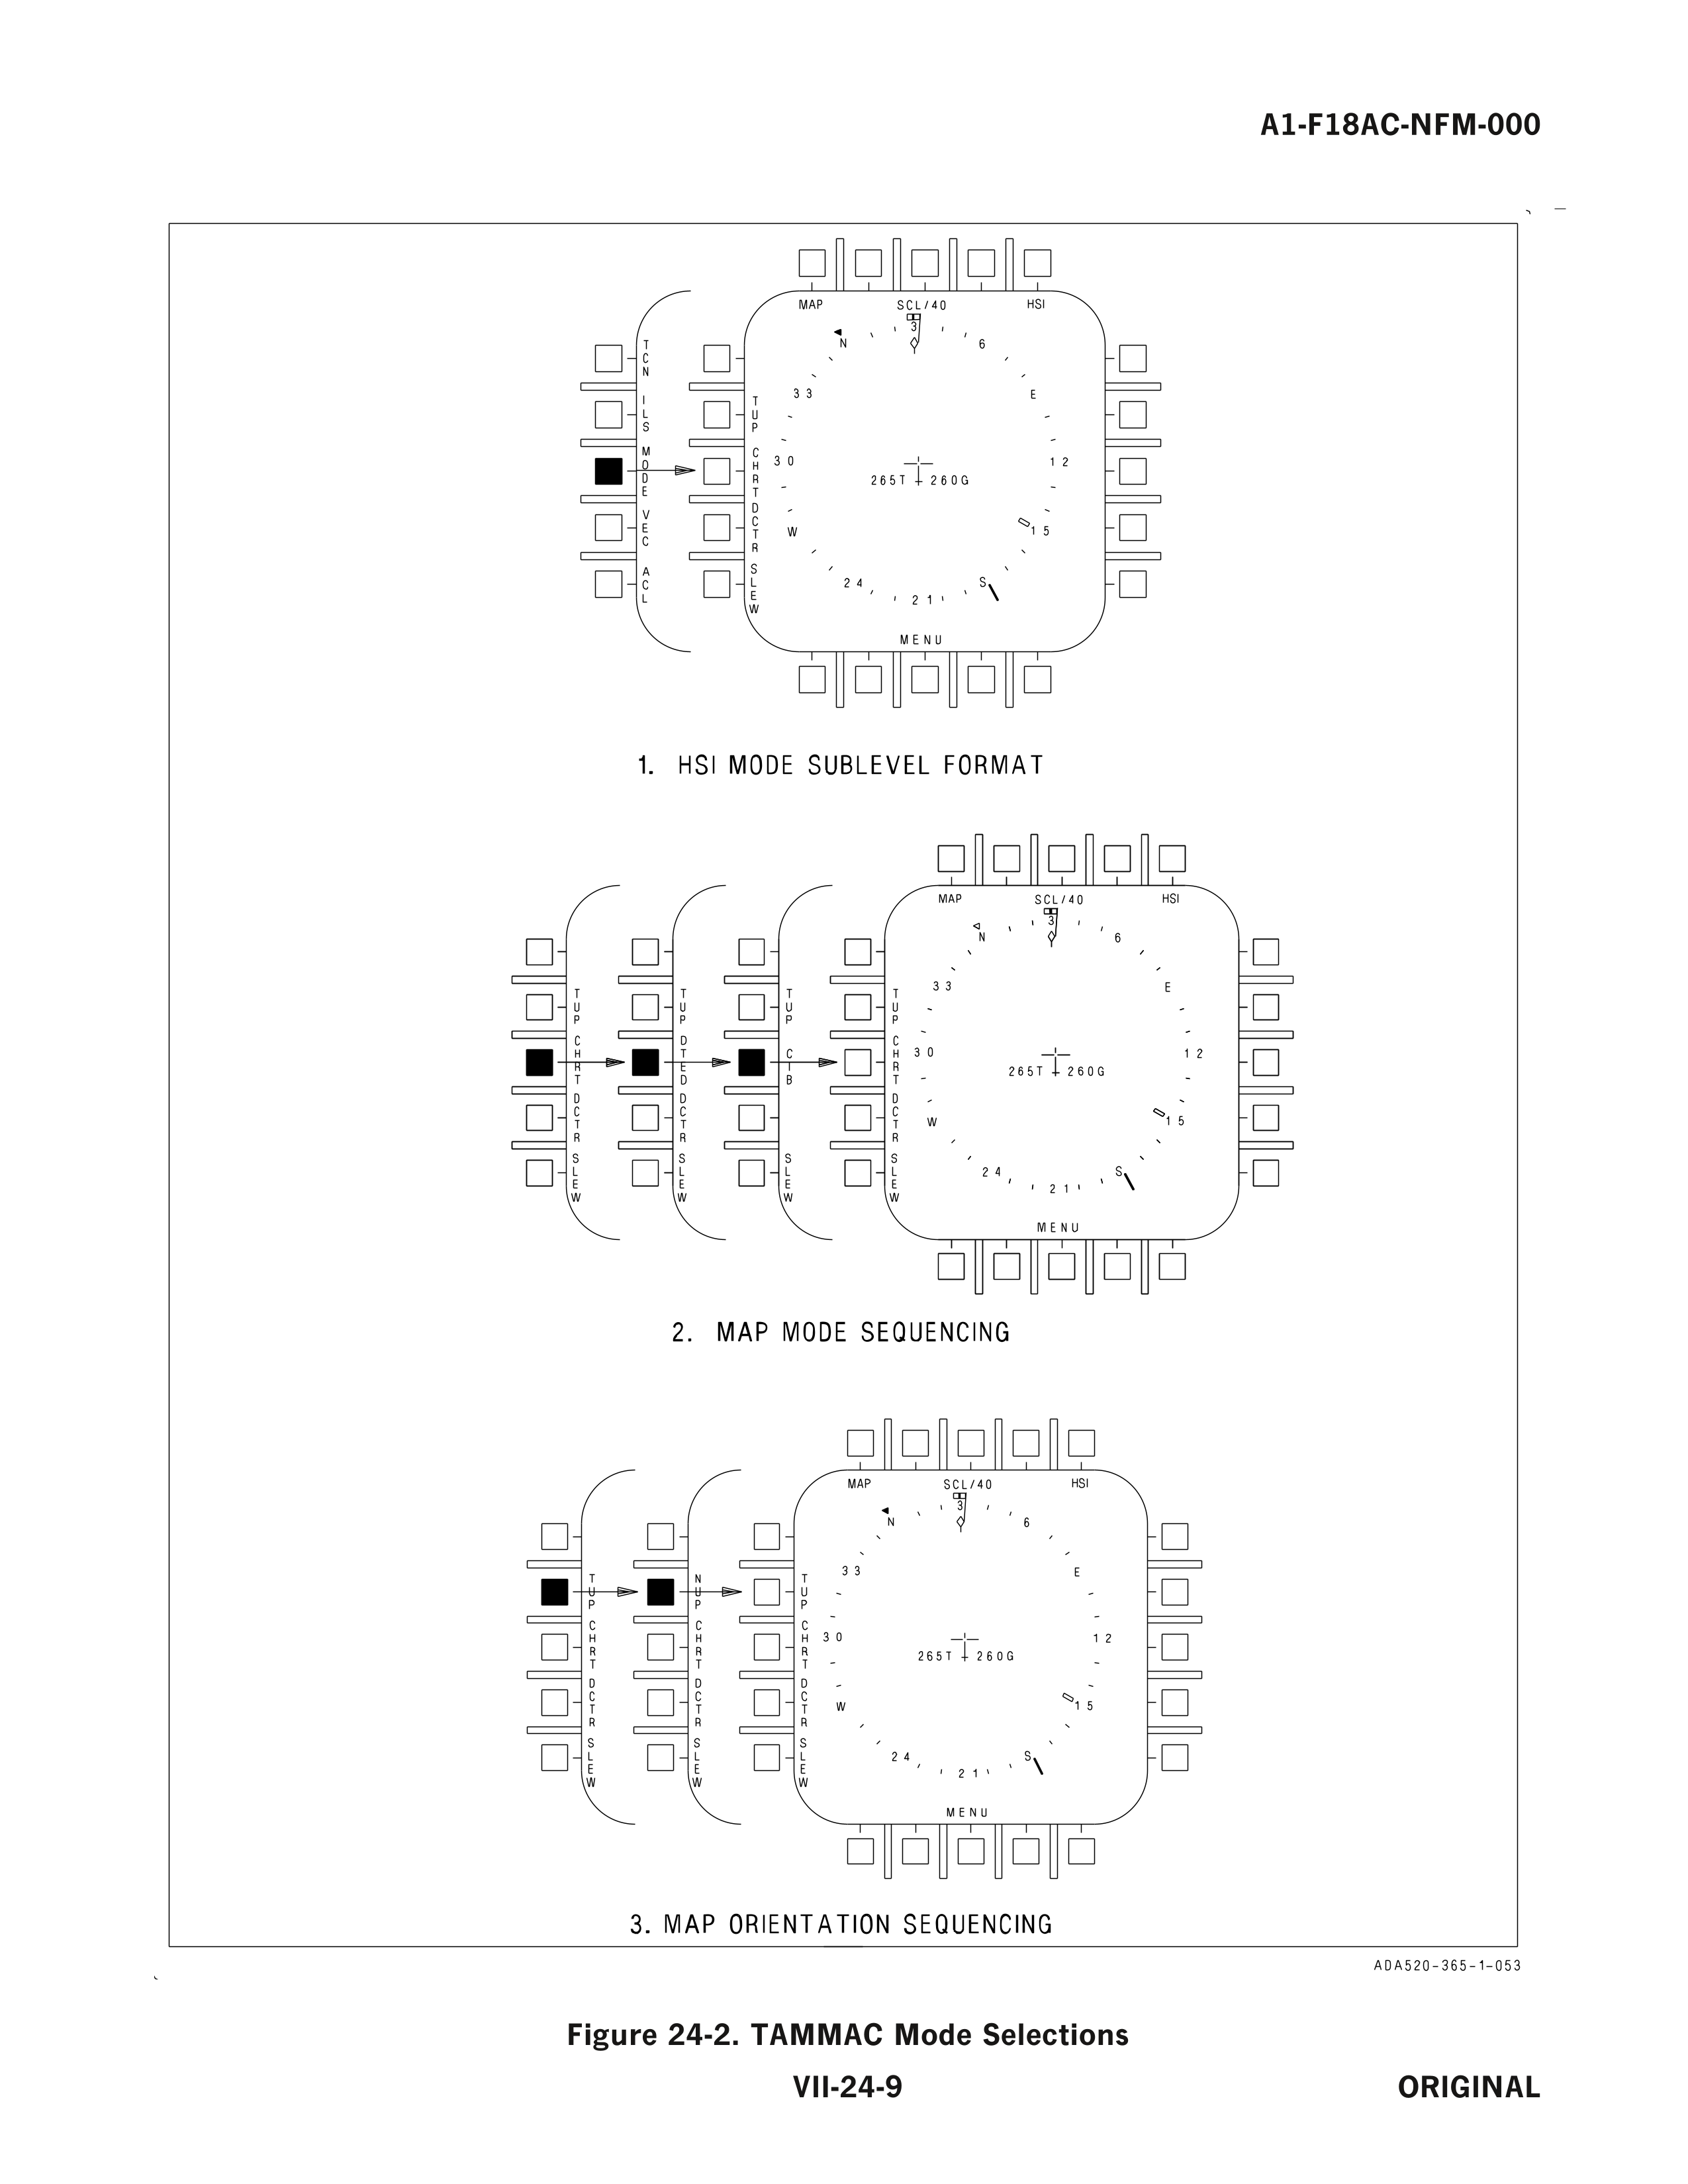 A1-F18AC-NFM-000
MAP SCL/40 HSI
TCN ILS MODE VEC ACL
TUP CHRT DCTR SLEW
N 3 6 E 12 15 S 21 24 W 30 33
265T 260G
MENU
1. HSI MODE SUBLEVEL FORMAT
MAP SCL/40 HSI
TUP CHRT DCTR SLEW
TUP DTED DCTR SLEW
TUP CIB SLEW
TUP CHRT DCTR SLEW
N 3 6 E 12 15 S 21 24 W 30 33
265T 260G
MENU
2. MAP MODE SEQUENCING
MAP SCL/40 HSI
TUP CHRT DCTR SLEW
NUP CHRT DCTR SLEW
TUP CHRT DCTR SLEW
N 3 6 E 12 15 S 21 24 W 30 33
265T 260G
MENU
3. MAP ORIENTATION SEQUENCING
ADA520-365-1-053
Figure 24-2. TAMMAC Mode Selections
VII-24-9 ORIGINAL